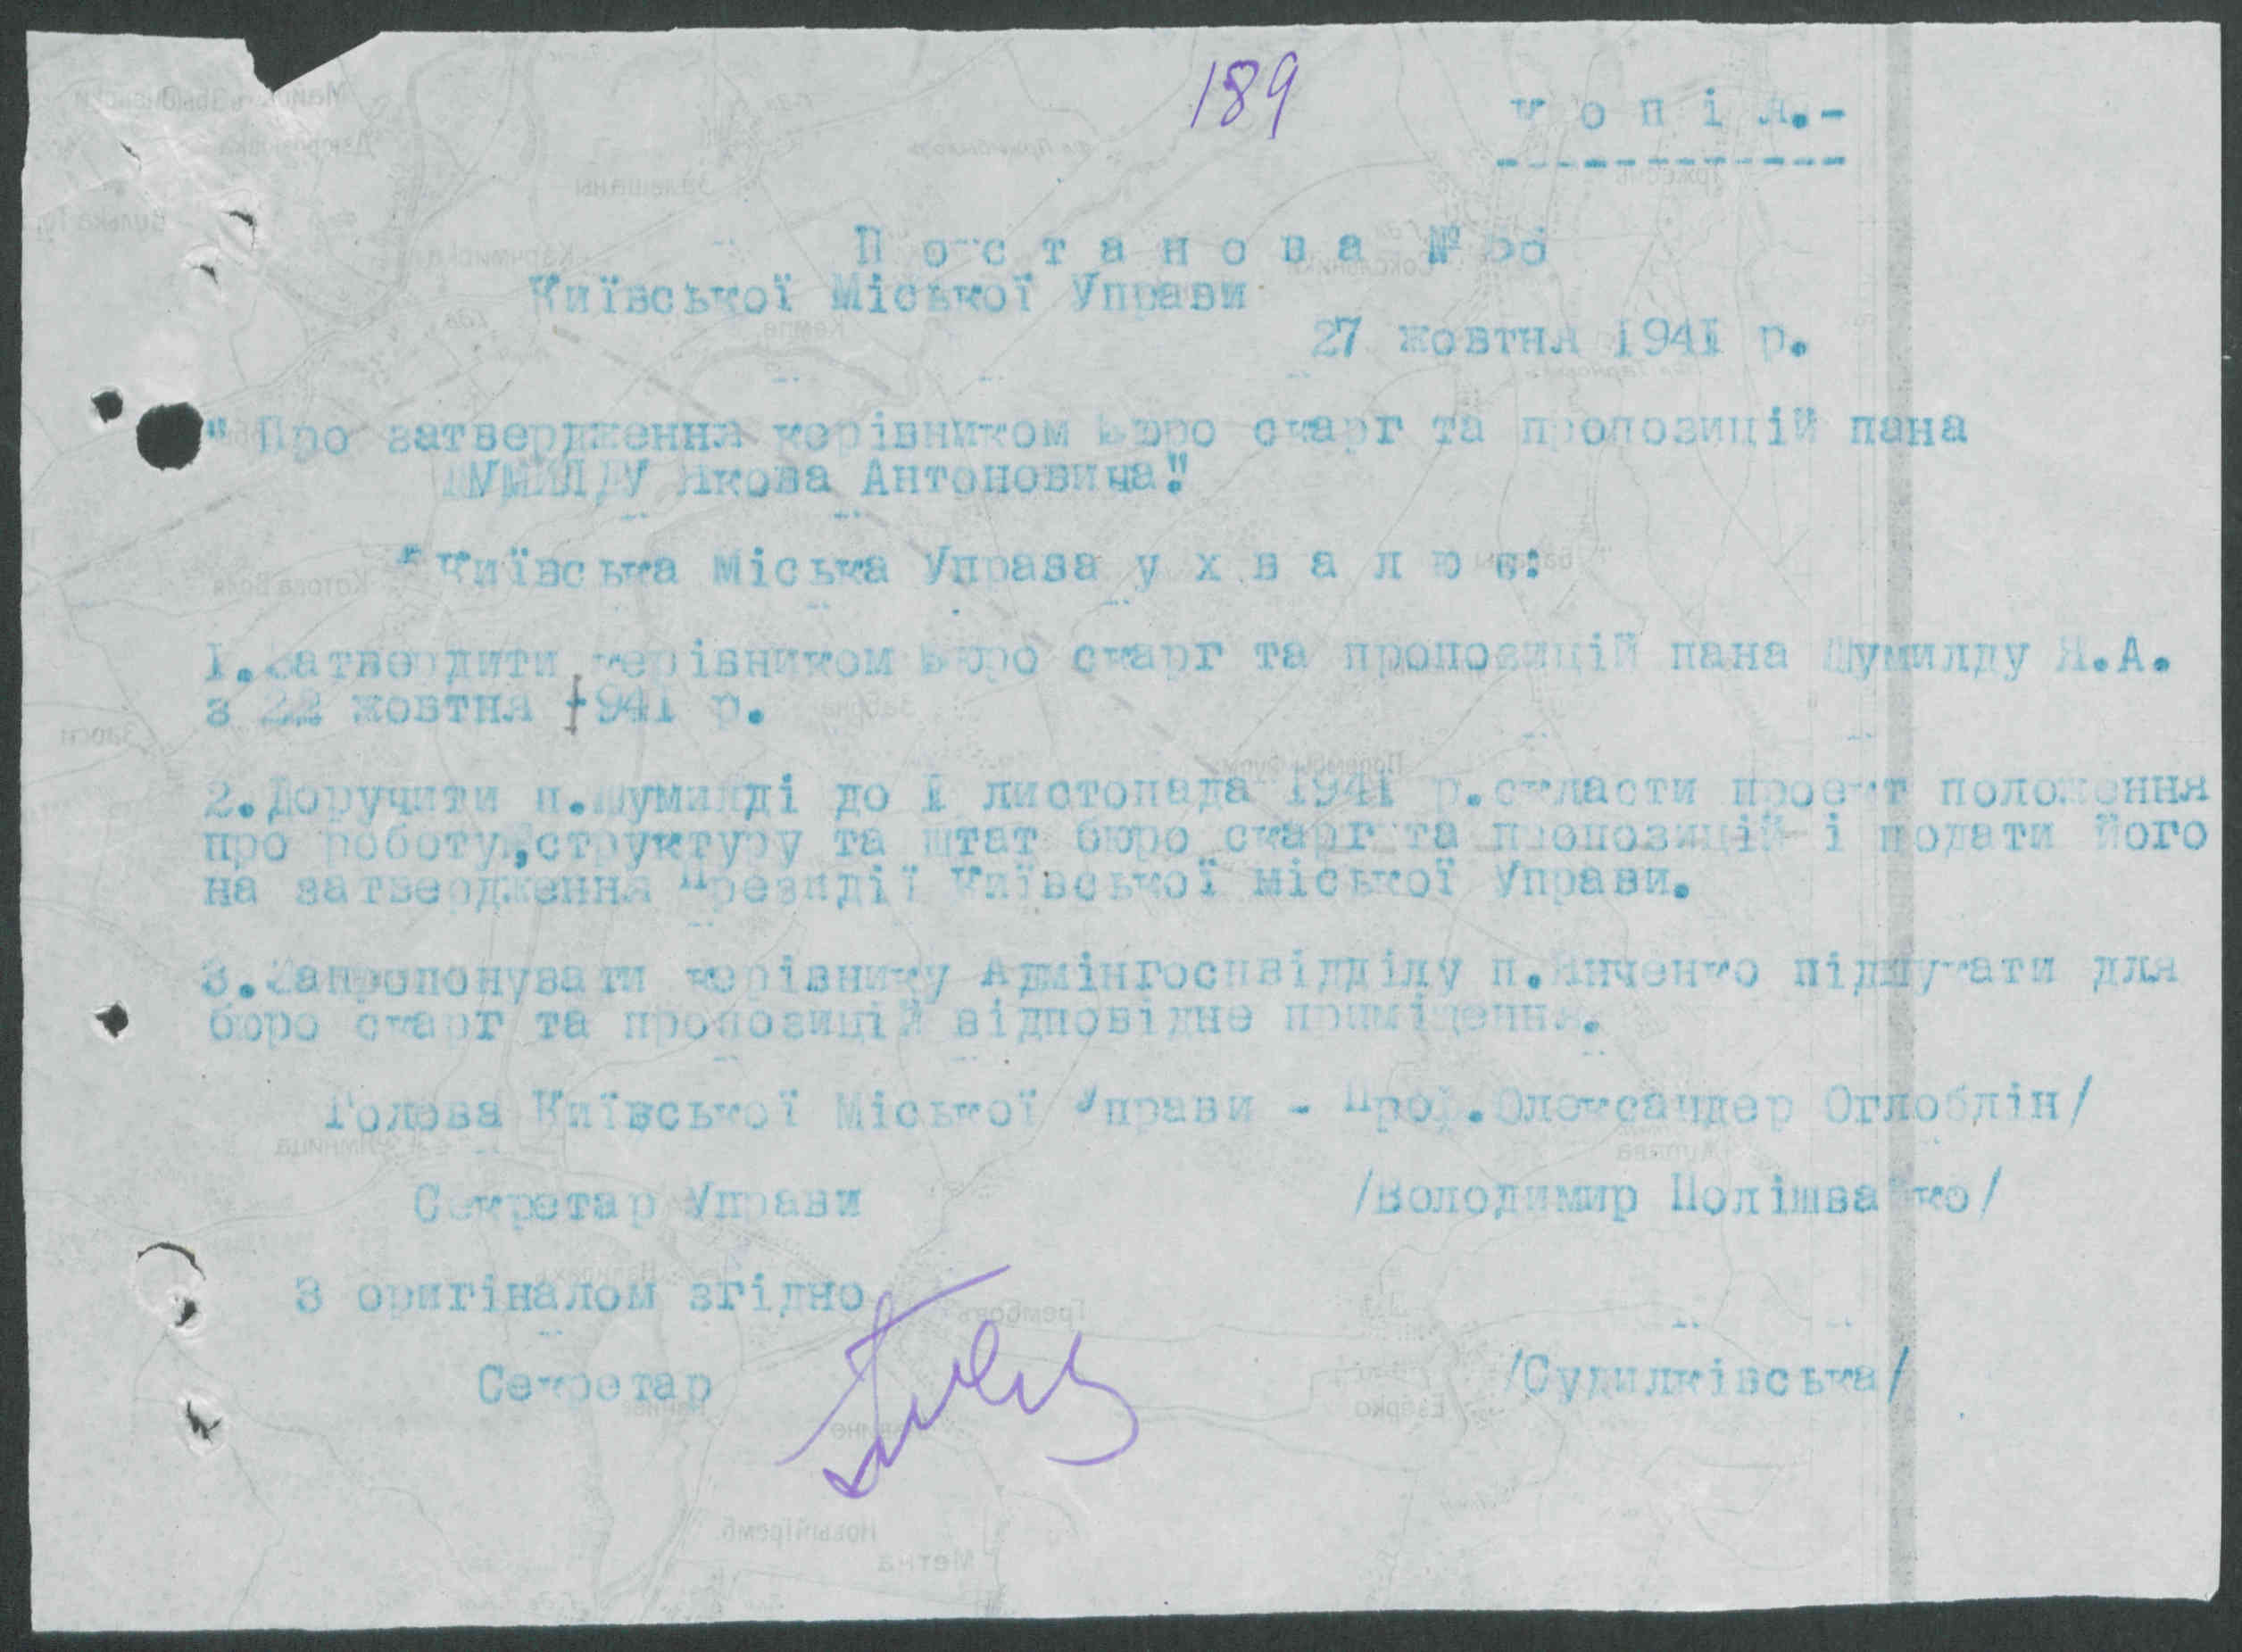 189
к о п і я.-
П о с т а н о в а №
Київської Міської Управи
27 жовтня 1941 р.
" Про затвердження керівником Бюро скарг та пропозицій пана
ШУМИЛДУ Якова Антоновича"
"Київська Міська Управа у х в а л ю є:
1.Затвердити керівником Бюро скарг та пропозицій пана Шумилду Я.А.
з 22 жовтня 1941 р.
2.Доручити п.Шумилді до 1 листопада 1941 р.скласти проект положення
про роботу,структуру та штат бюро скарг та пропозицій і подати його
на затвердження Президії Київської міської Управи.
3.Запропонувати керівнику Адмінгоспвідділу п.Янченко підшукати для
бюро скарг та пропозицій відповідне приміщення.
Голова Київської Міської Управи - Проф.Олександер Оглоблін/
Секретар Управи /Володимир Полішвайко/
З оригіналом згідно
Секретар /Судилківська/